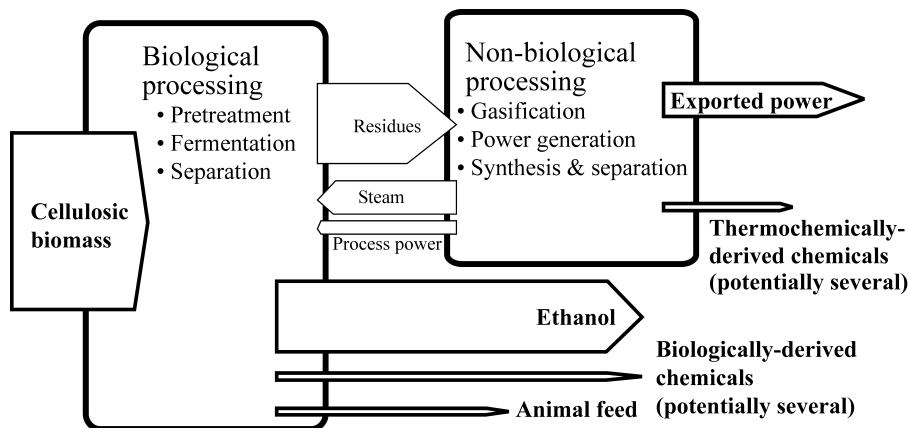 Biological
processing
• Pretreatment
• Fermentation
• Separation
Cellulosic
biomass
Residues
Steam
Process power
Non-biological
processing
• Gasification
• Power generation
• Synthesis & separation
Exported power
Thermochemically-
derived chemicals
(potentially several)
Ethanol
Biologically-derived
chemicals
(potentially several)
Animal feed